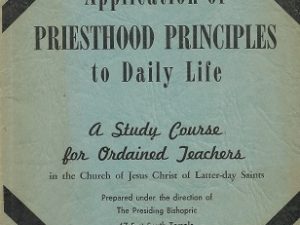 Application of
PRIESTHOOD PRINCIPLES
to Daily Life
A Study Course
for Ordained Teachers
in the Church of Jesus Christ of Latter-day Saints
Prepared under the direction of
The Presiding Bishopric
47 East South Temple